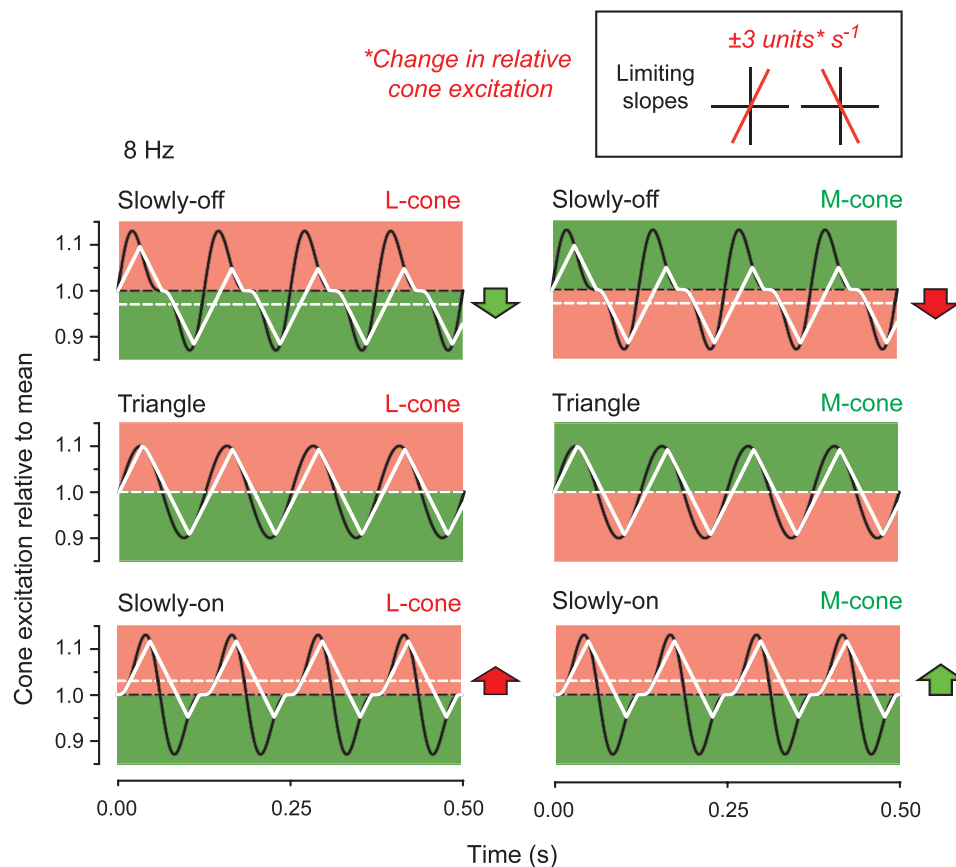 *Change in relative
cone excitation
±3 units* s-1
Limiting
slopes
8 Hz
Slowly-off L-cone
Slowly-off M-cone
1.1
1.0
0.9
Triangle L-cone
Triangle M-cone
1.1
1.0
0.9
Slowly-on L-cone
Slowly-on M-cone
1.1
1.0
0.9
Cone excitation relative to mean
0.00 0.25 0.50
0.00 0.25 0.50
Time (s)